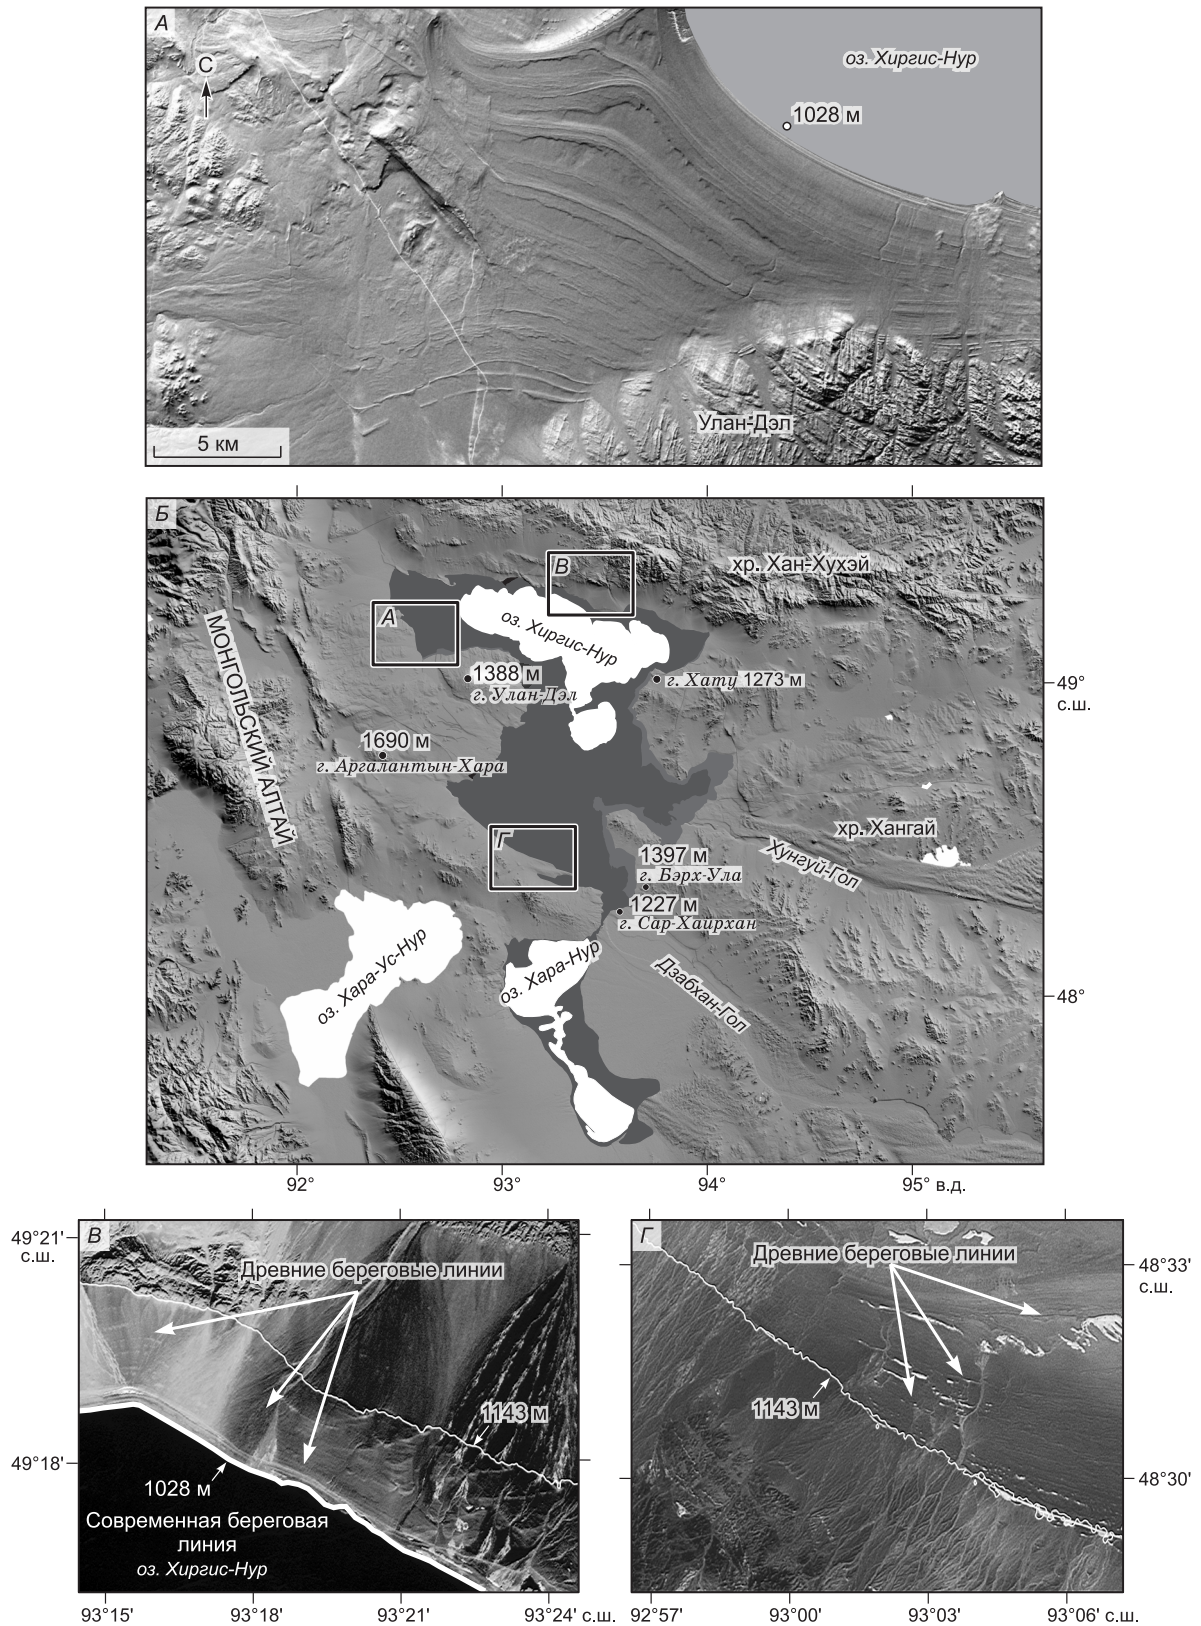 А
С
оз. Хиргис-Нур
1028 м
Улан-Дэл
5 км
Б
хр. Хан-Хухэй
В
А
оз. Хиргис-Нур
МОНГОЛЬСКИЙ АЛТАЙ
1388 м
г. Улан-Дэл
г. Хату 1273 м
49°
с.ш.
1690 м
г. Аргалантын-Хара
Г
хр. Хангай
Хунгуй-Гол
1397 м
г. Бэрх-Ула
1227 м
г. Сар-Хайрхан
оз. Хара-Ус-Нур
оз. Хара-Нур
Дзабхан-Гол
48°
92°
93°
94°
95° в.д.
49°21'
с.ш.
В
Древние береговые линии
1143 м
49°18'
1028 м
Современная береговая
линия
оз. Хиргис-Нур
93°15'
93°18'
93°21'
93°24' с.ш.
Г
Древние береговые линии
48°33'
с.ш.
1143 м
48°30'
92°57'
93°00'
93°03'
93°06' с.ш.